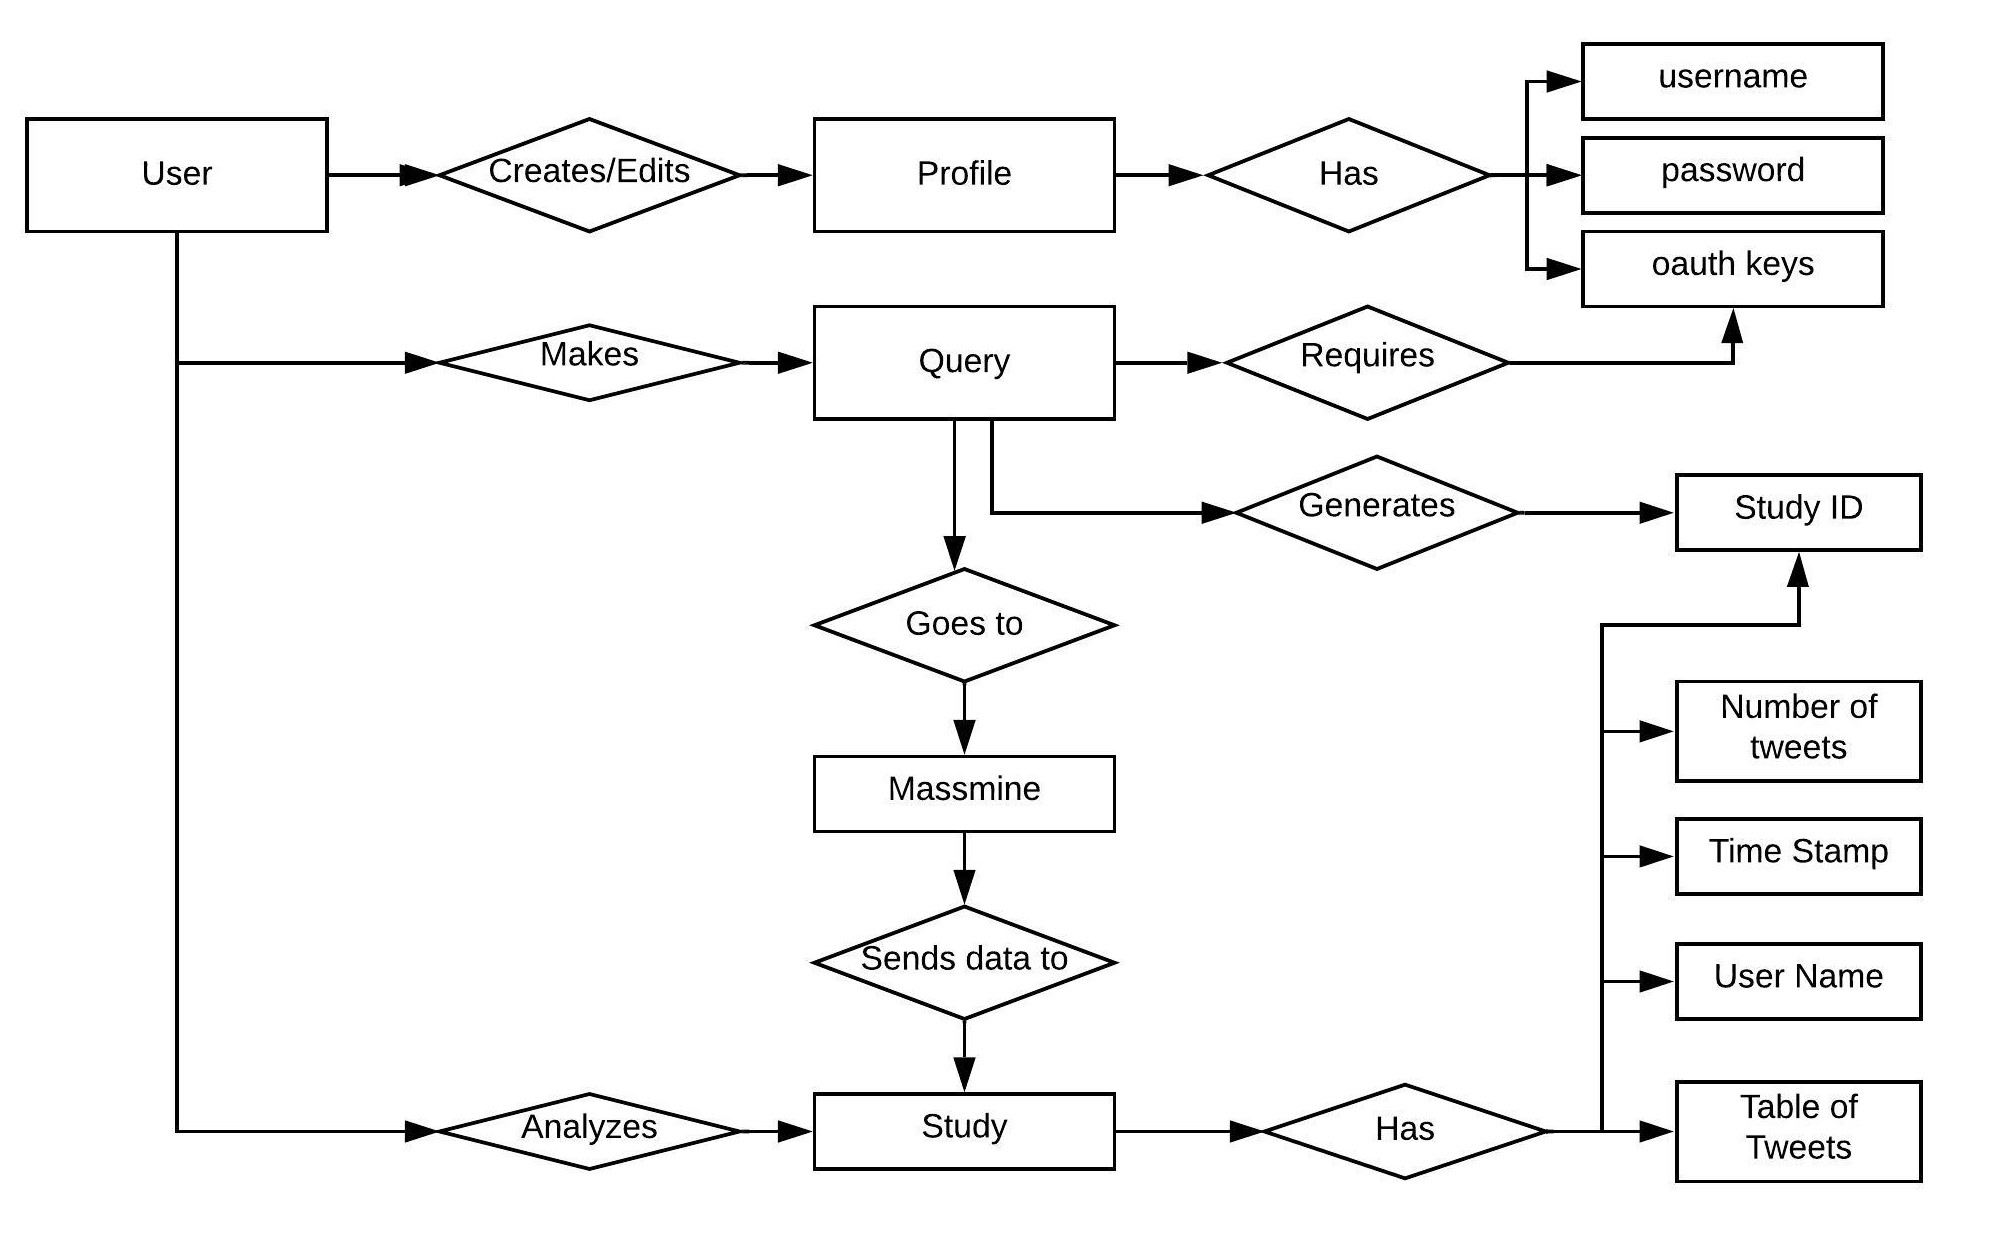 username
User
Creates/Edits
Profile
Has
password
oauth keys
Makes
Query
Requires
Generates
Study ID
Goes to
Number of
tweets
Massmine
Time Stamp
Sends data to
User Name
Analyzes
Study
Has
Table of
Tweets